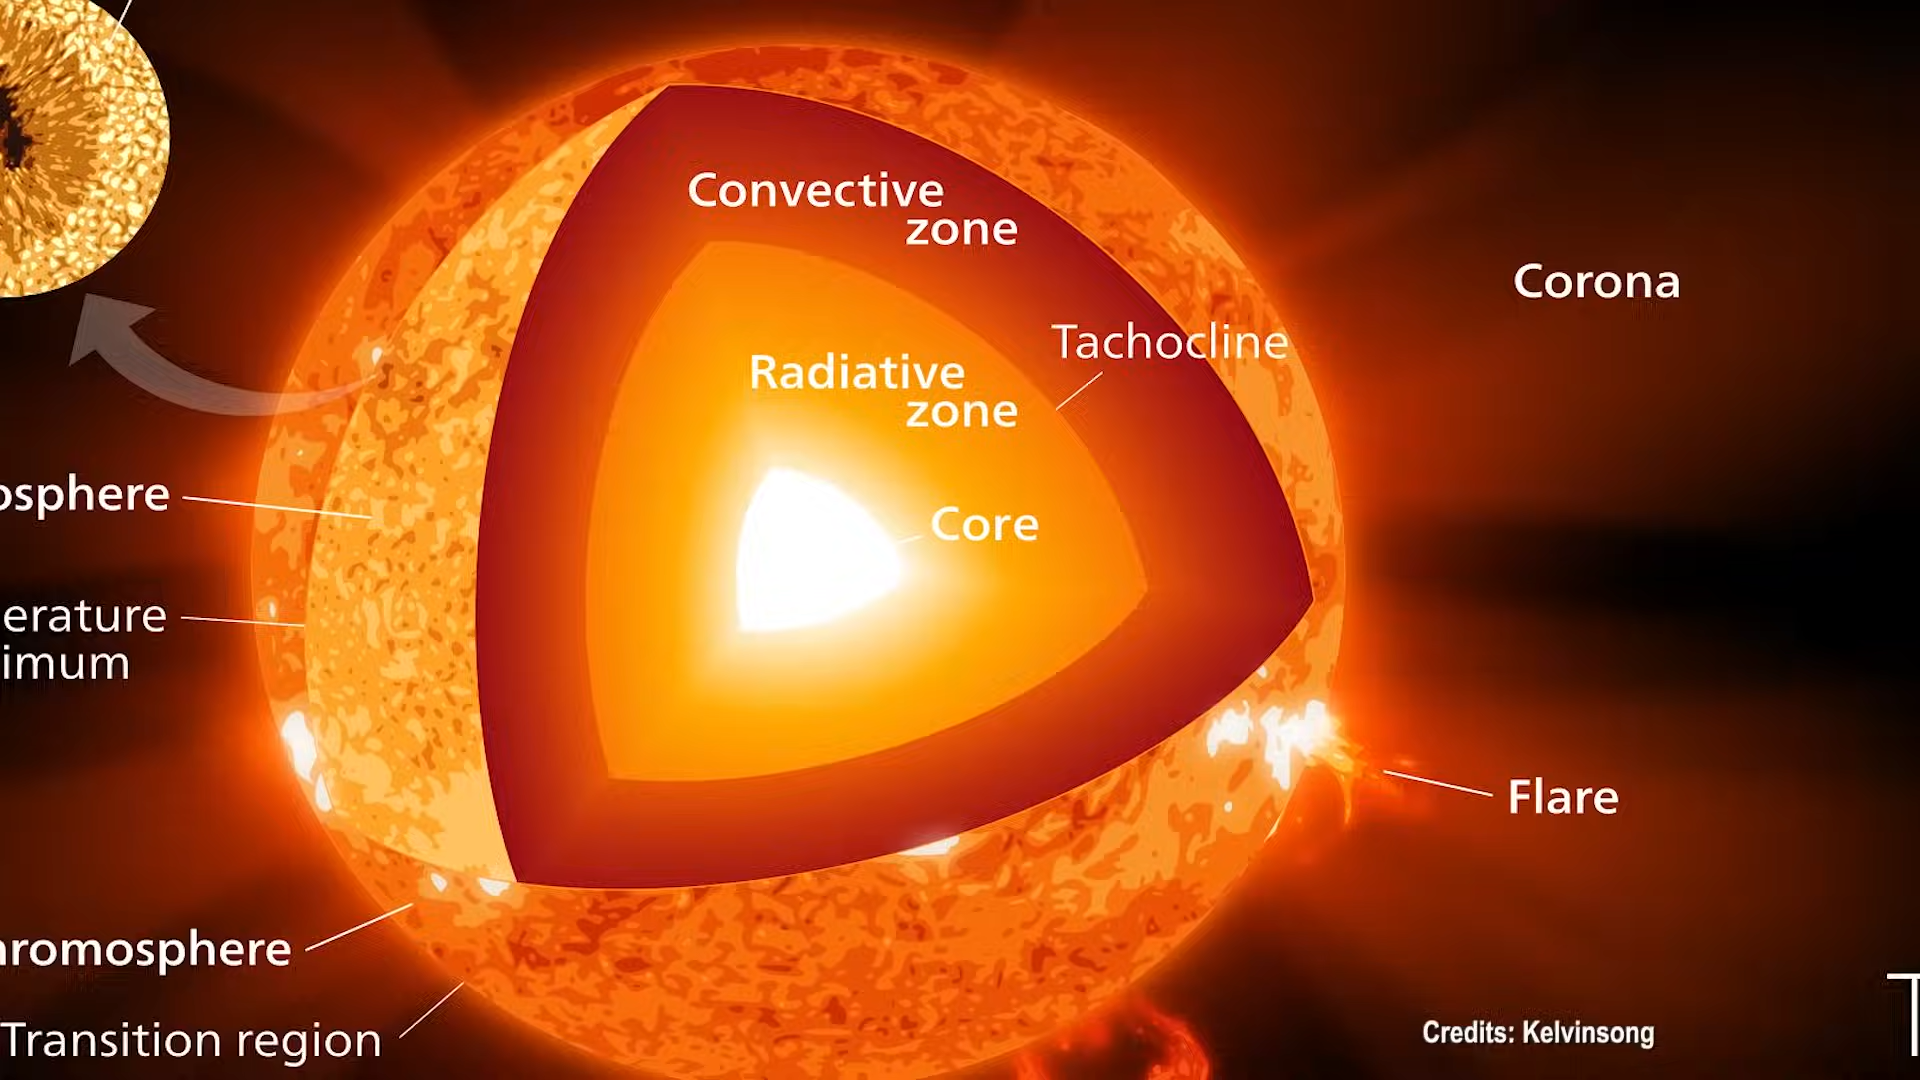 Convective
zone
Corona
Tachocline
Radiative
zone
osphere
Core
erature
imum
Flare
romosphere
Transition region
Credits: Kelvinsong
T